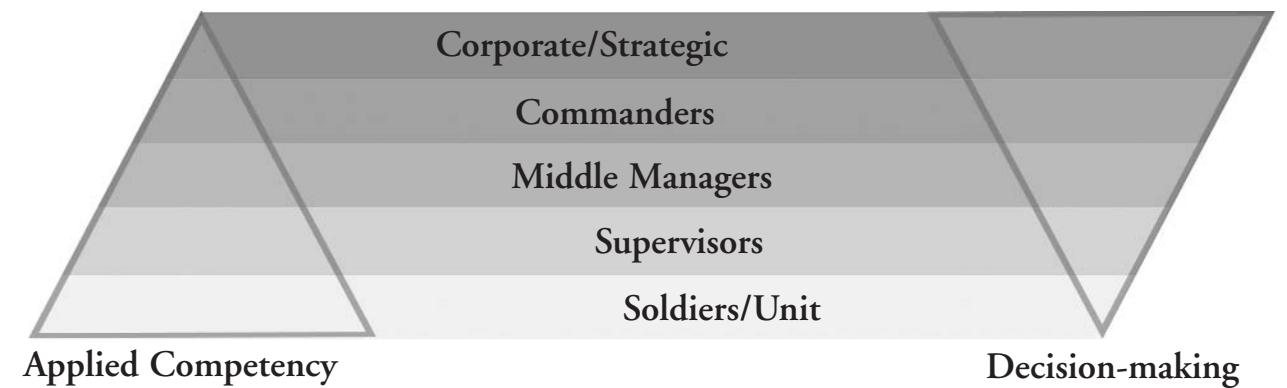 Corporate/Strategic
Commanders
Middle Managers
Supervisors
Soldiers/Unit
Applied Competency
Decision-making